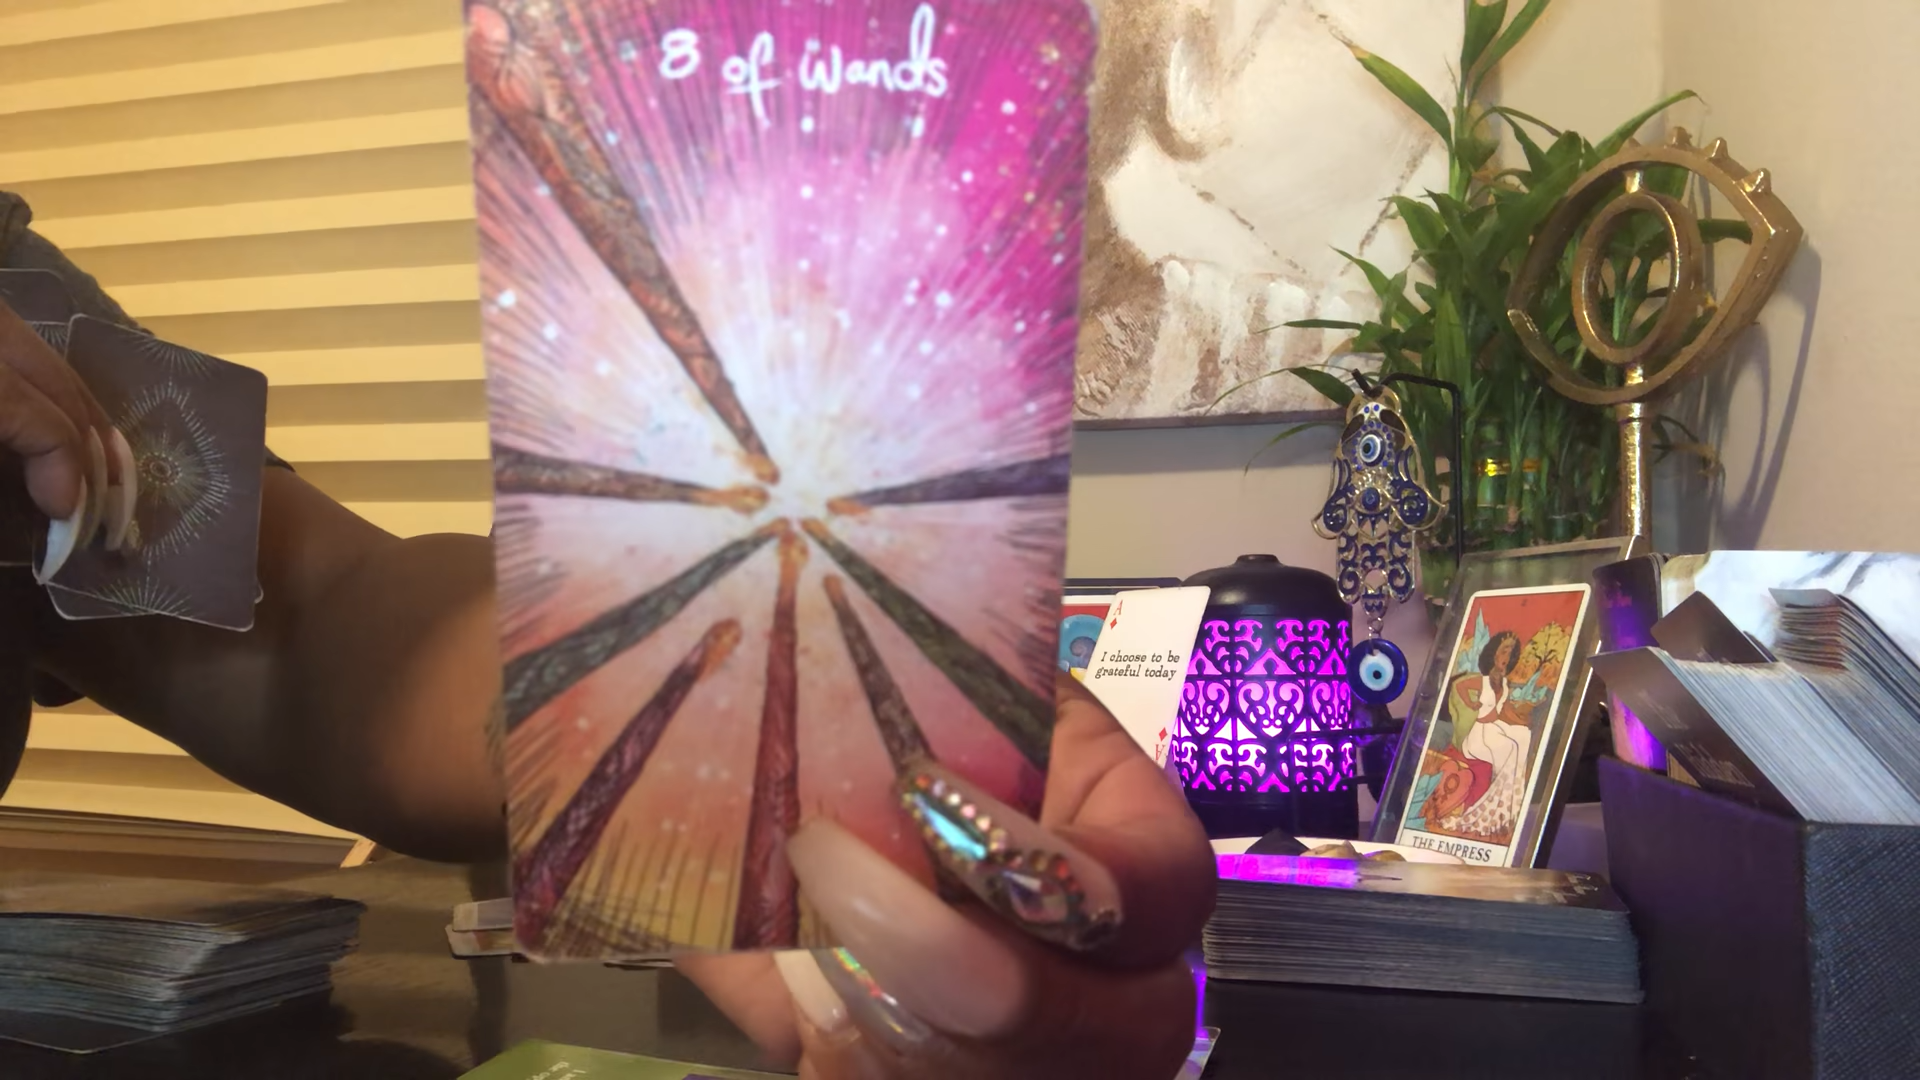 8 of Wands
A
I choose to be
grateful today
A
THE EMPRESS